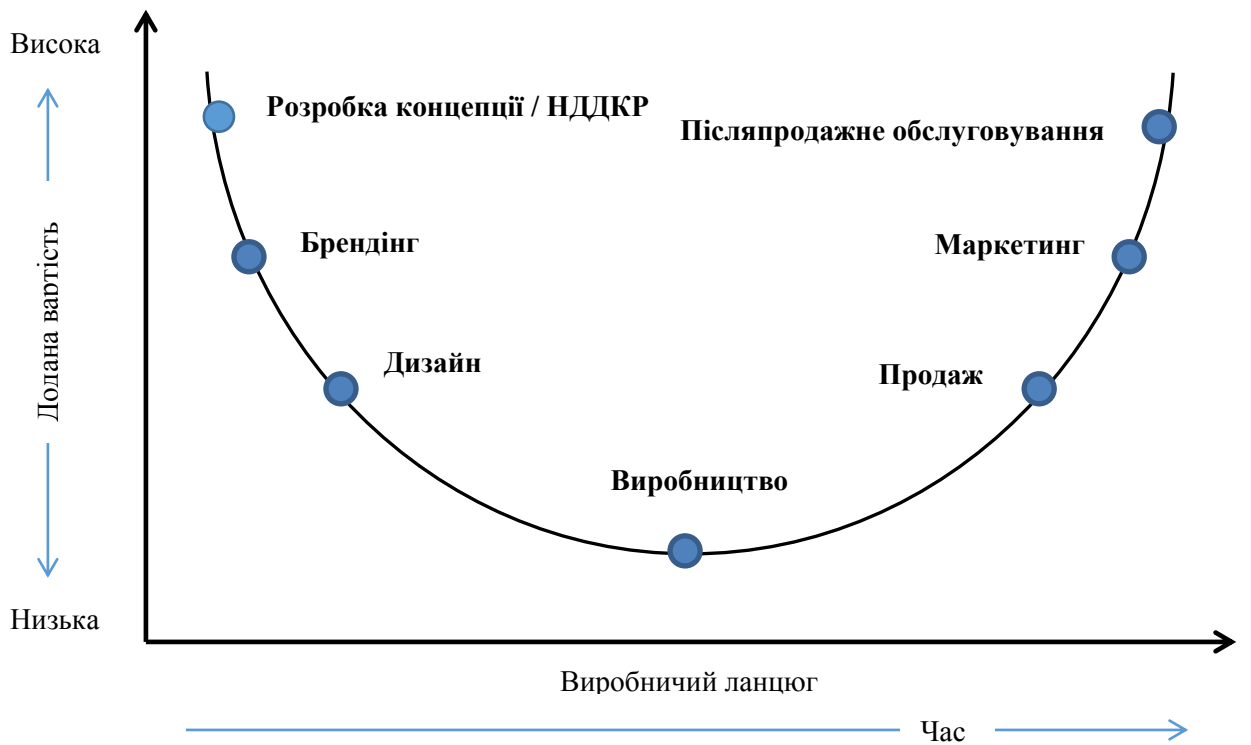 Висока
Розробка концепції / НДДКР
Післяпродажне обслуговування
Брендінг
Маркетинг
Додана вартість
Дизайн
Продаж
Виробництво
Низька
Виробничий ланцюг
Час